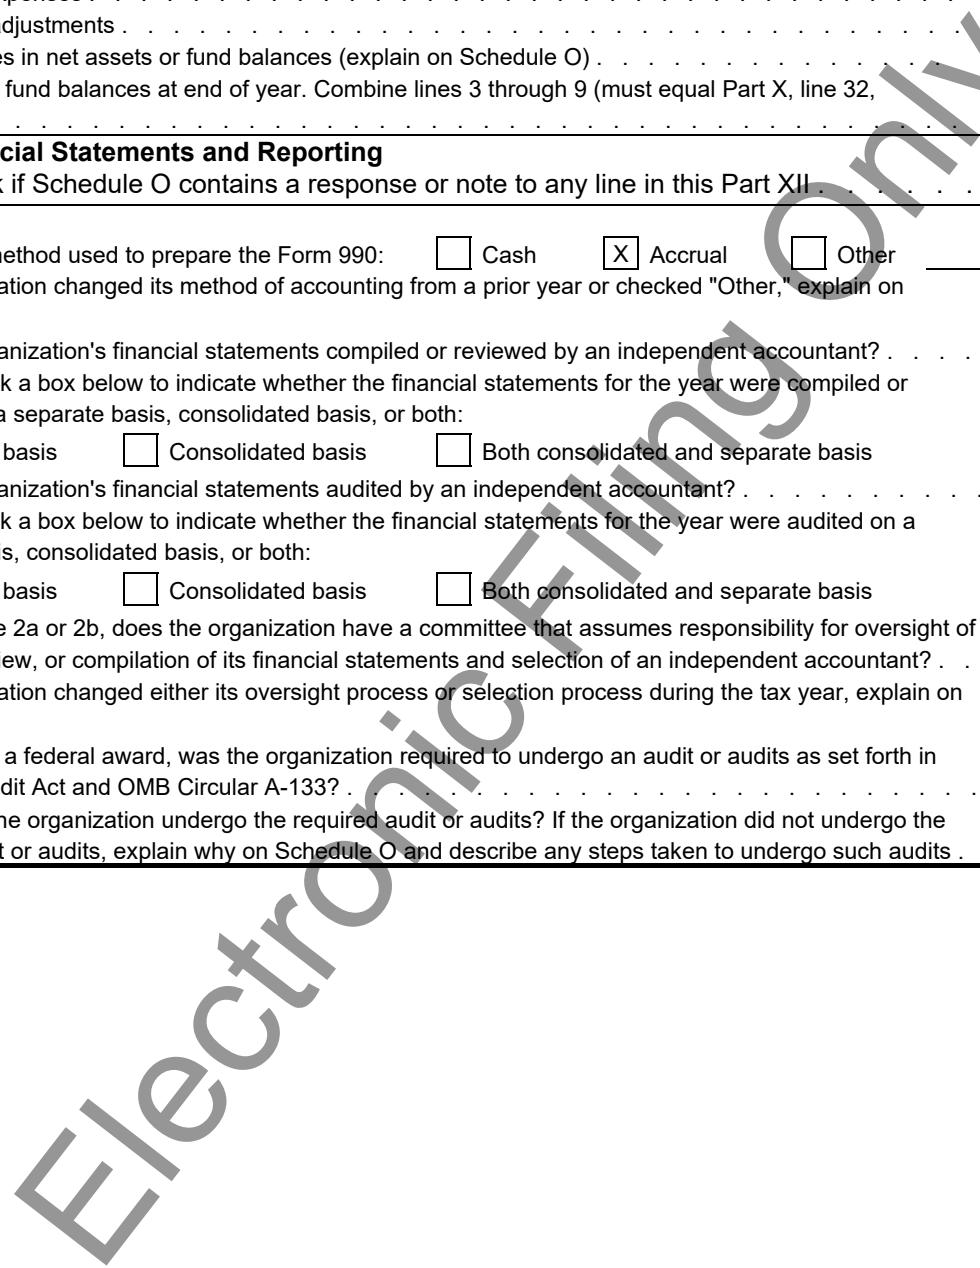 adjustments . . . . . . . . . . . . . . . . . . . . . . . . . . . . . . . . .
es in net assets or fund balances (explain on Schedule O) . . . . . . . . . . . . . .
fund balances at end of year. Combine lines 3 through 9 (must equal Part X, line 32,
. . . . . . . . . . . . . . . . . . . . . . . . . . . . . . . . . . . . .
cial Statements and Reporting
k if Schedule O contains a response or note to any line in this Part XII . . . . . .
method used to prepare the Form 990: Cash X Accrual Other
ation changed its method of accounting from a prior year or checked "Other," explain on
anization's financial statements compiled or reviewed by an independent accountant? . . . .
k a box below to indicate whether the financial statements for the year were compiled or
a separate basis, consolidated basis, or both:
basis Consolidated basis Both consolidated and separate basis
anization's financial statements audited by an independent accountant? . . . . . . . . . .
k a box below to indicate whether the financial statements for the year were audited on a
is, consolidated basis, or both:
basis Consolidated basis Both consolidated and separate basis
e 2a or 2b, does the organization have a committee that assumes responsibility for oversight of
iew, or compilation of its financial statements and selection of an independent accountant? . .
ation changed either its oversight process or selection process during the tax year, explain on
a federal award, was the organization required to undergo an audit or audits as set forth in
dit Act and OMB Circular A-133? . . . . . . . . . . . . . . . . . . . . . . . . .
he organization undergo the required audit or audits? If the organization did not undergo the
t or audits, explain why on Schedule O and describe any steps taken to undergo such audits .
Electronic Filing Only